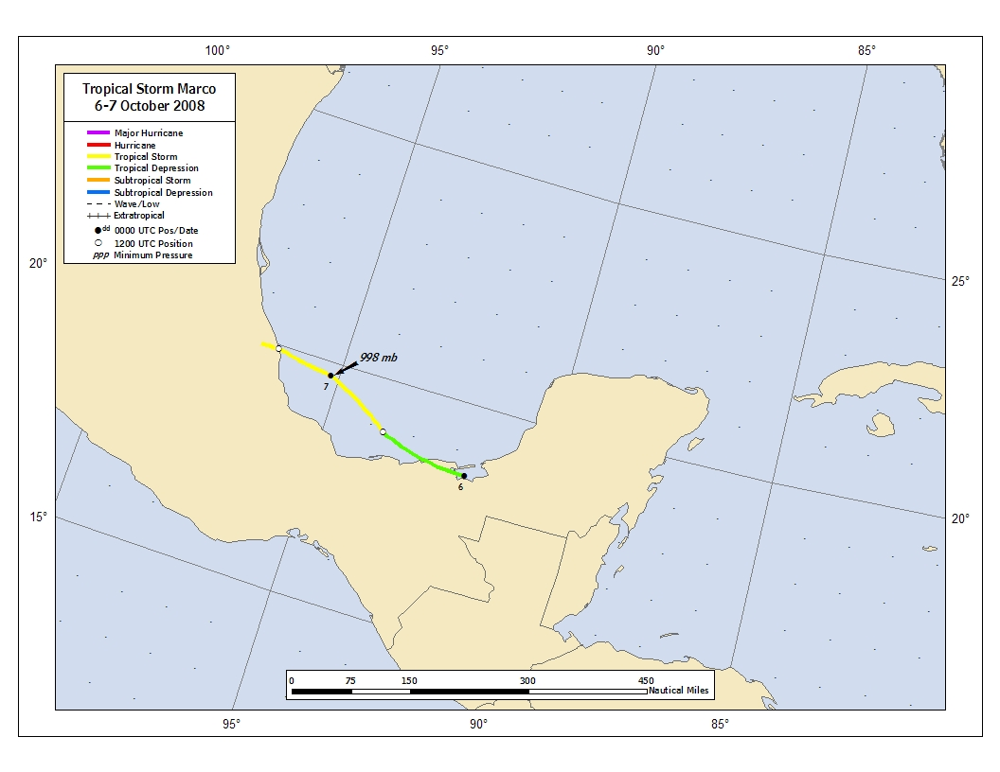 100° 95° 90° 85°
Tropical Storm Marco
6-7 October 2008
Major Hurricane
Hurricane
Tropical Storm
Tropical Depression
Subtropical Storm
Subtropical Depression
Wave/Low
Extratropical
dd 0000 UTC Pos/Date
1200 UTC Position
ppp Minimum Pressure
20°
25°
998 mb
7
6
15°
20°
0 75 150 300 450
Nautical Miles
95° 90° 85°